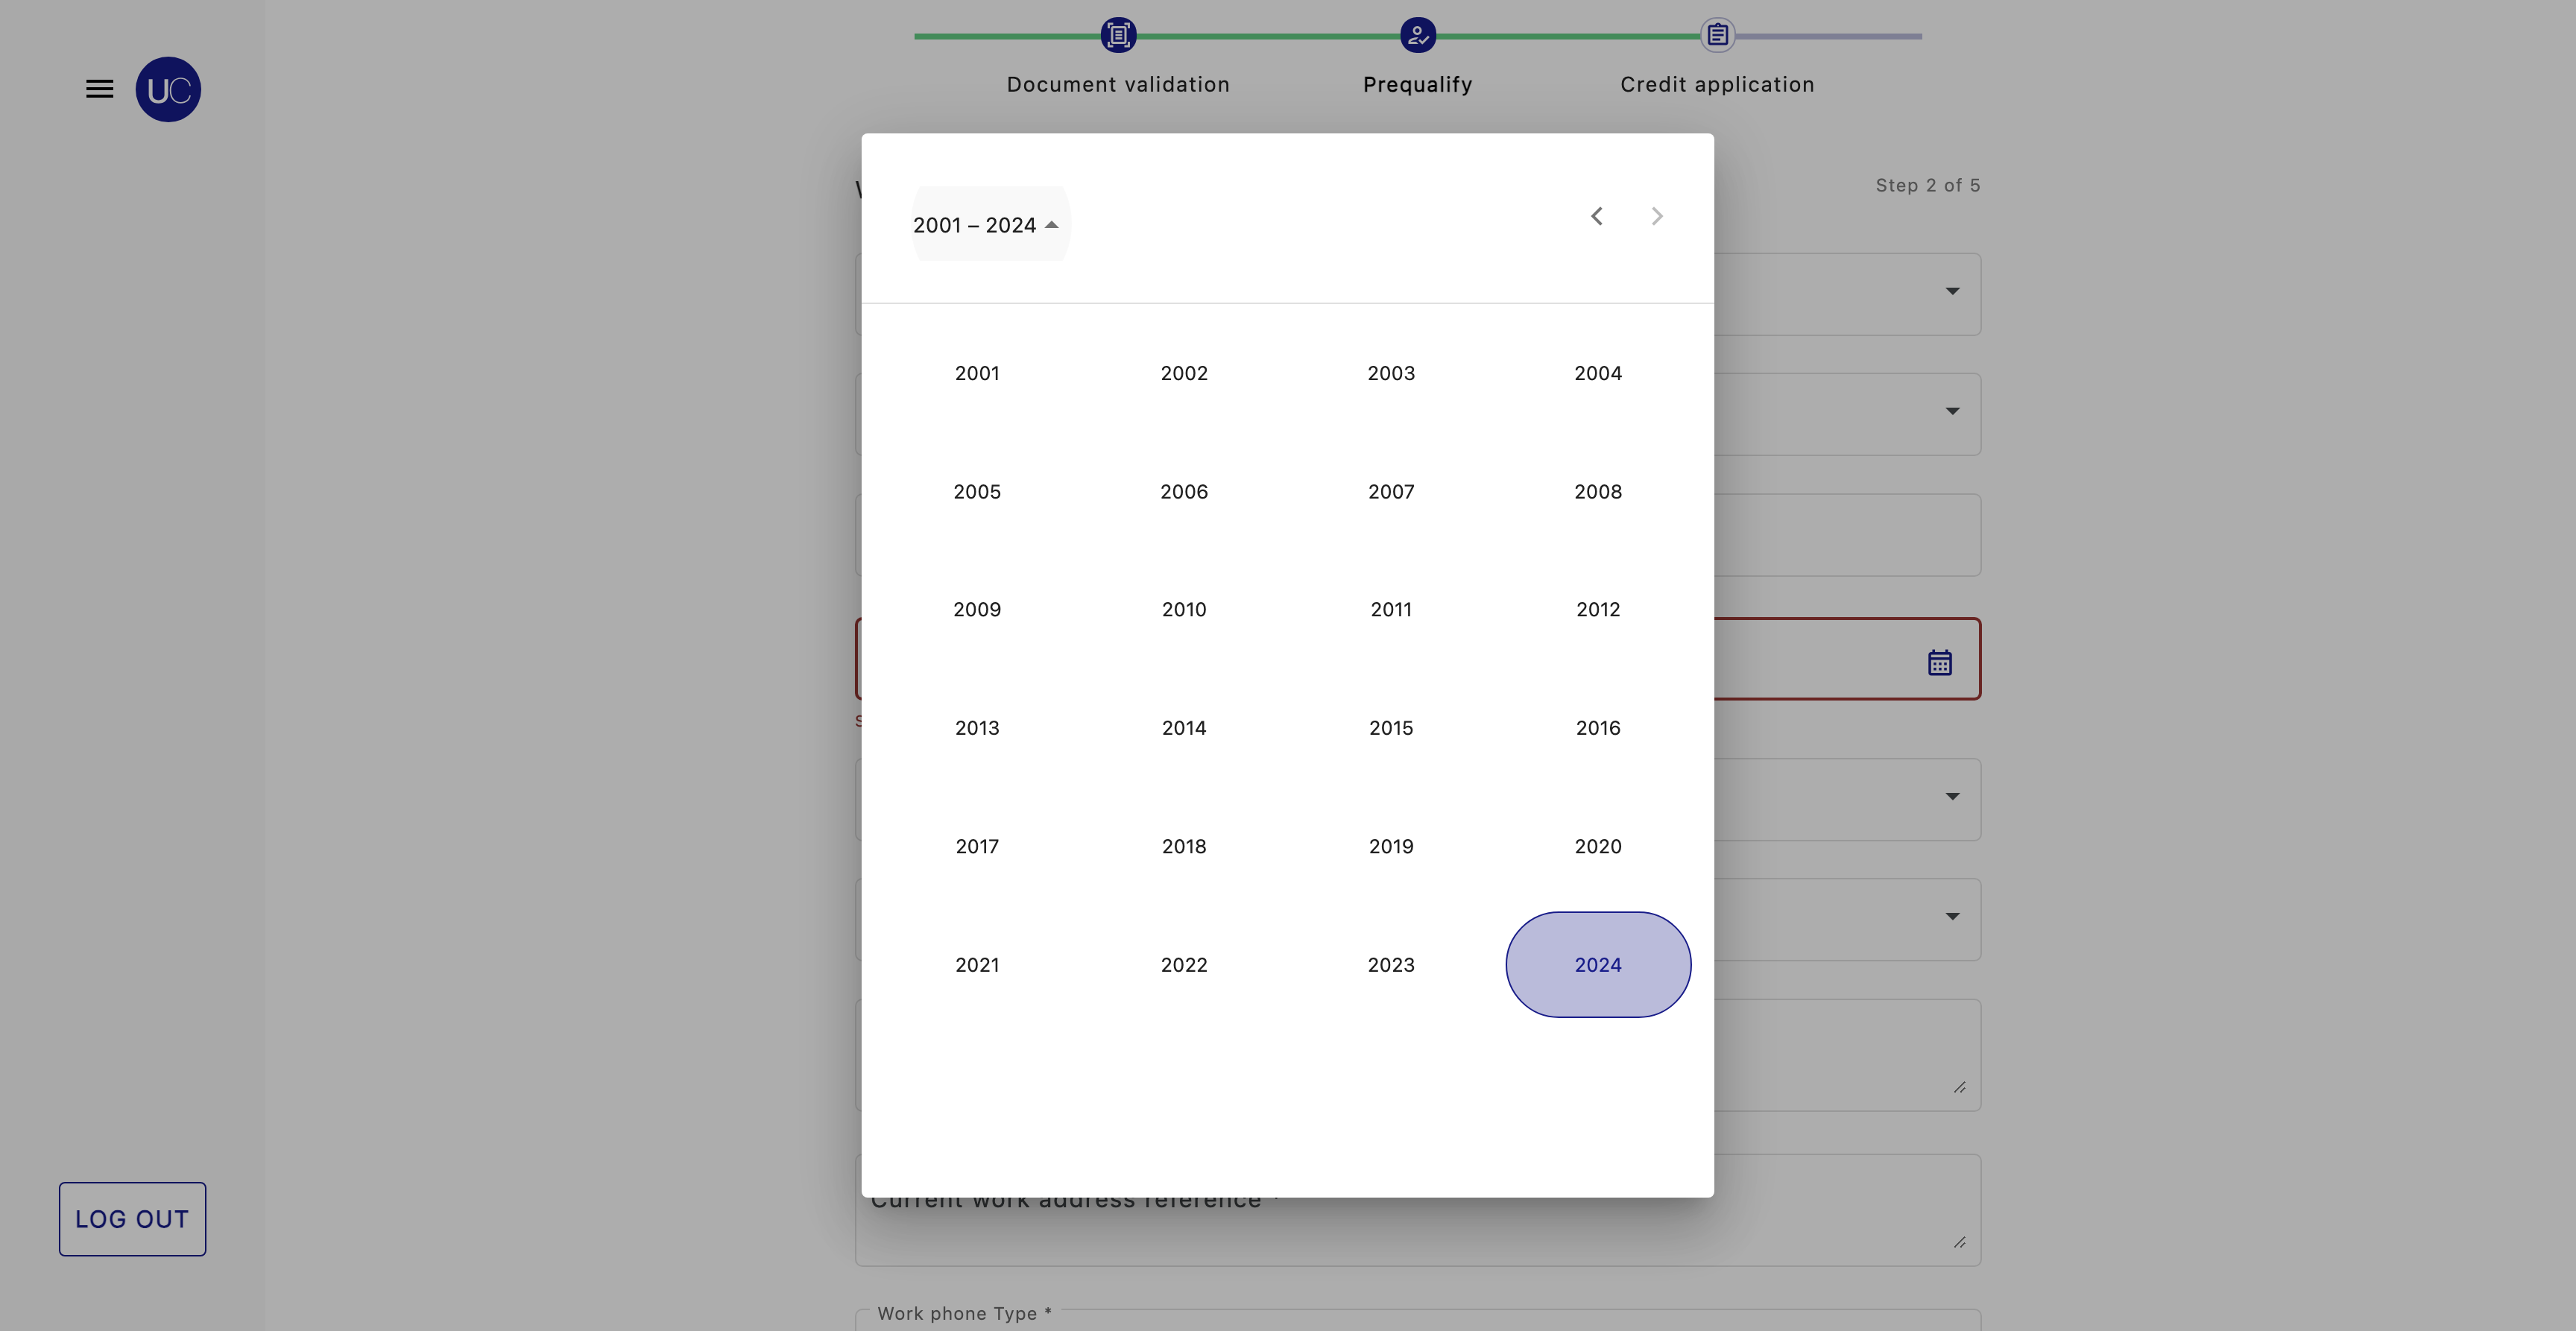 UC
Document validation
Prequalify
Credit application
Step 2 of 5
2001 – 2024
2001 2002 2003 2004
2005 2006 2007 2008
2009 2010 2011 2012
2013 2014 2015 2016
2017 2018 2019 2020
2021 2022 2023 2024
Current work address reference *
LOG OUT
Work phone Type *